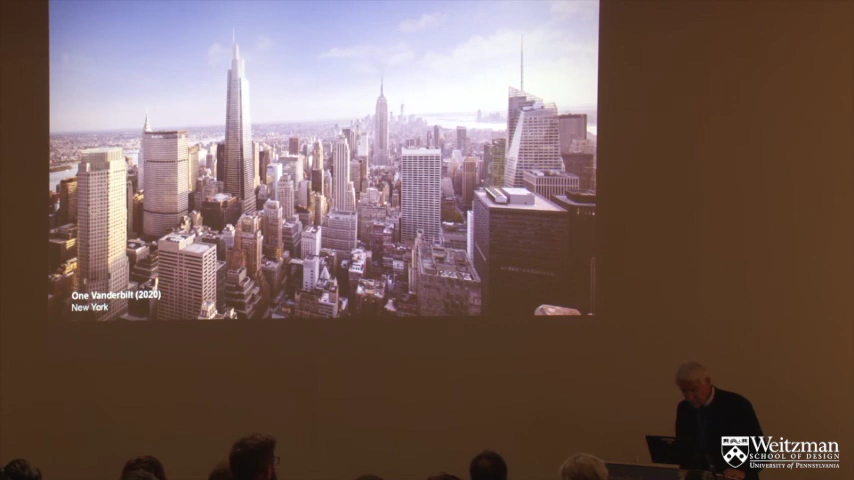 One Vanderbilt (2020)
New York
Weitzman
SCHOOL OF DESIGN
UNIVERSITY OF PENNSYLVANIA